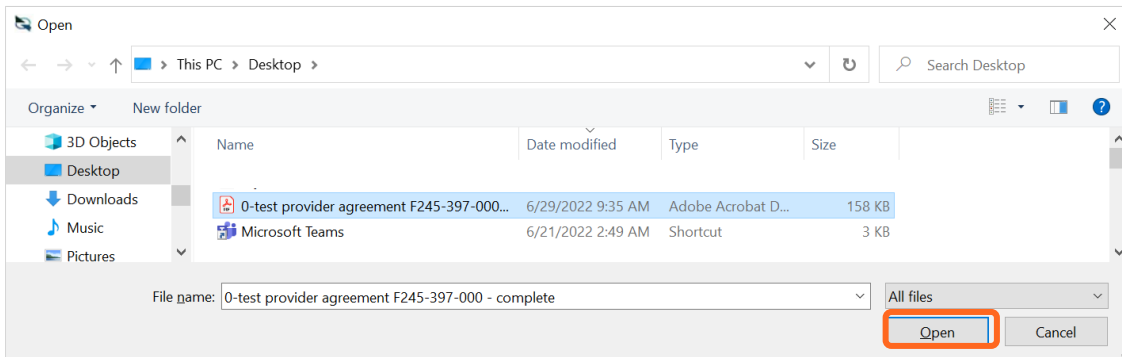 Open
This PC > Desktop >
Search Desktop
Organize
New folder
3D Objects
Desktop
Downloads
Music
Pictures
Name Date modified Type Size
0-test provider agreement F245-397-000... 6/29/2022 9:35 AM Adobe Acrobat D... 158 KB
Microsoft Teams 6/21/2022 2:49 AM Shortcut 3 KB
File name: 0-test provider agreement F245-397-000 - complete All files
Open Cancel